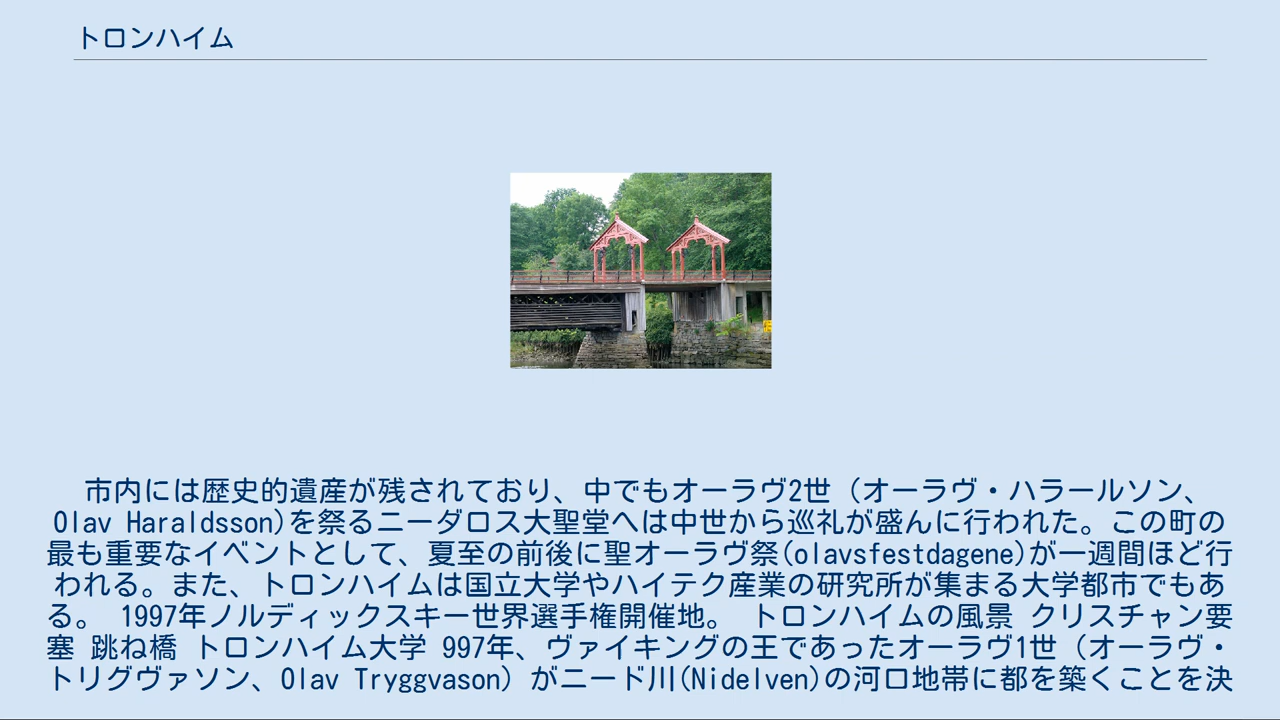 トロンハイム
市内には歴史的遺産が残されており、中でもオーラヴ2世（オーラヴ・ハラールソン、
Olav Haraldsson)を祭るニーダロス大聖堂へは中世から巡礼が盛んに行われた。この町の
最も重要なイベントとして、夏至の前後に聖オーラヴ祭(olavsfestdagene)が一週間ほど行
われる。また、トロンハイムは国立大学やハイテク産業の研究所が集まる大学都市でもあ
る。 1997年ノルディックスキー世界選手権開催地。 トロンハイムの風景 クリスチャン要
塞 跳ね橋 トロンハイム大学 997年、ヴァイキングの王であったオーラヴ1世（オーラヴ・
トリグヴァソン、Olav Tryggvason）がニード川(Nidelven)の河口地帯に都を築くことを決